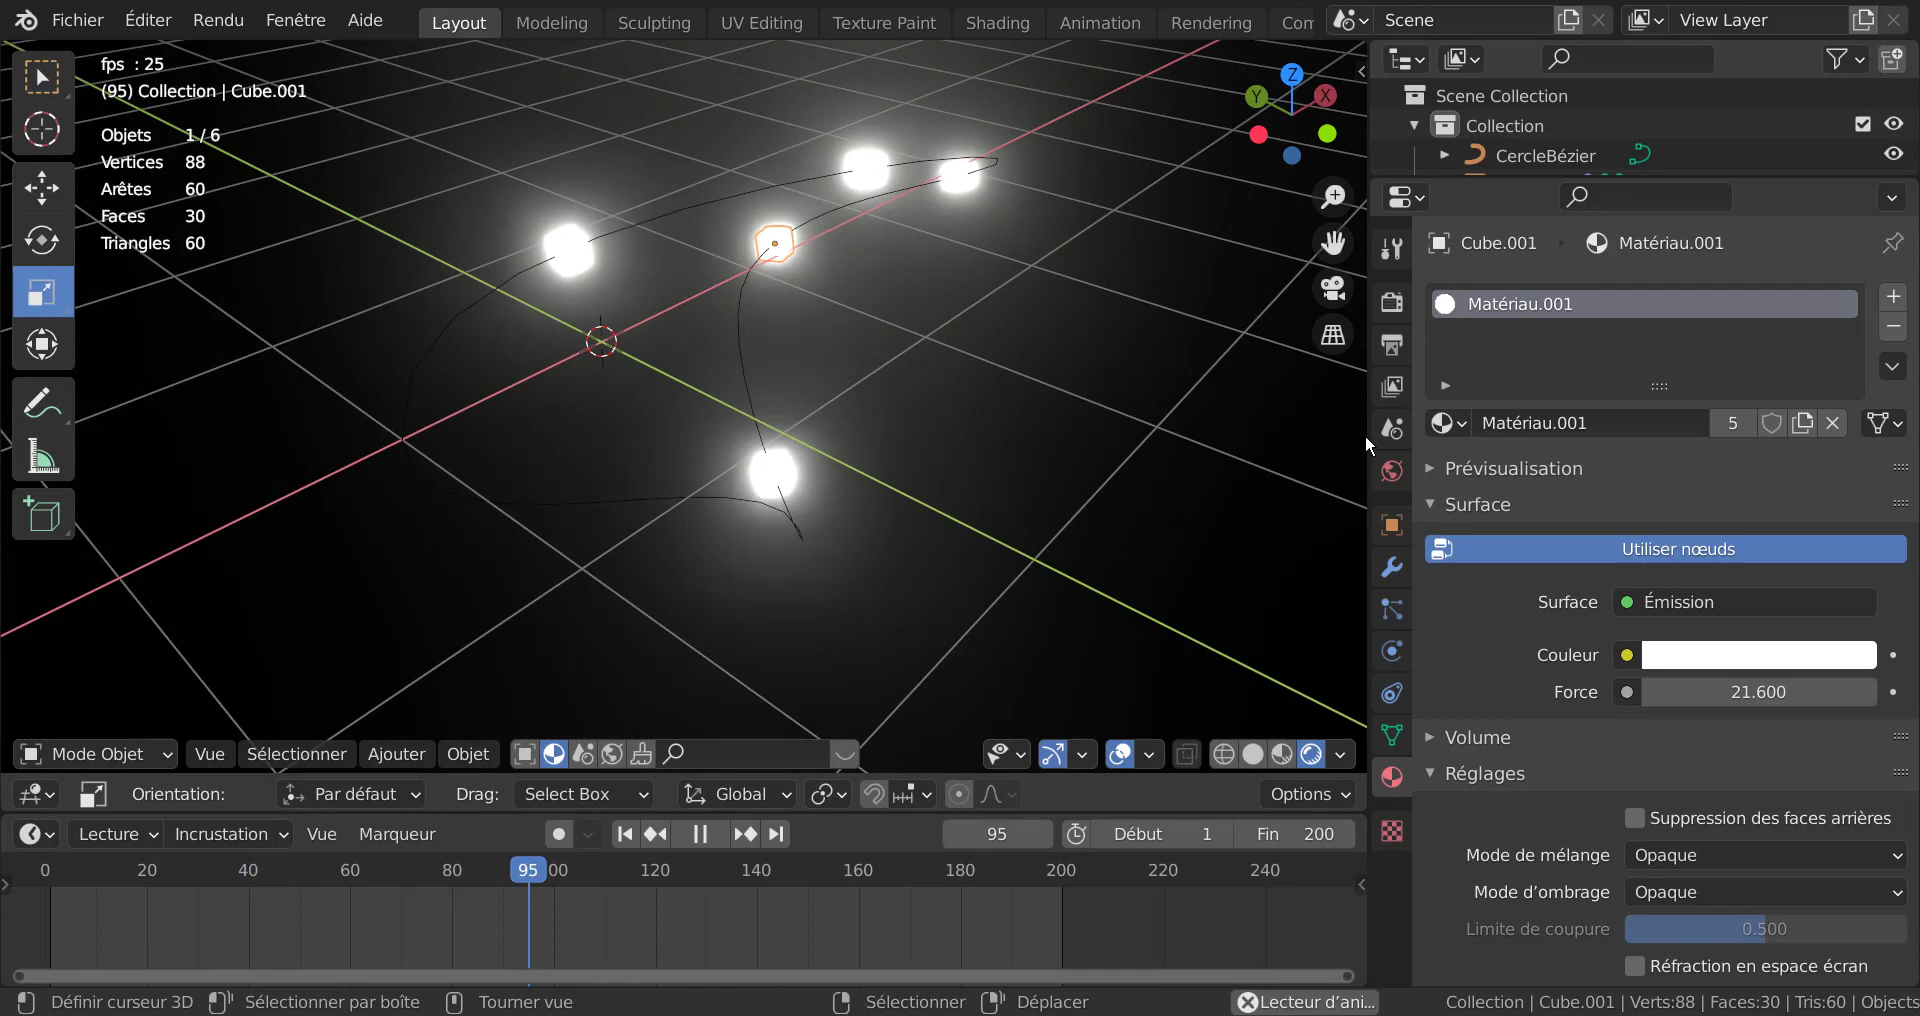 Fichier Éditer Rendu Fenêtre Aide Layout Modeling Sculpting UV Editing Texture Paint Shading Animation Rendering Scene View Layer
fps : 25
(95) Collection | Cube.001
Objets 1 / 6
Vertices 88
Arêtes 60
Faces 30
Triangles 60
Z
Y
X
Scene Collection
Collection
CercleBézier
Cube.001 Matériau.001
Matériau.001
Matériau.001 5
Prévisualisation
Surface
Utiliser nœuds
Surface Émission
Couleur
Force 21.600
Volume
Réglages
Suppression des faces arrières
Mode de mélange Opaque
Mode d’ombrage Opaque
Limite de coupure 0.500
Réfraction en espace écran
Mode Objet Vue Sélectionner Ajouter Objet
Orientation: Par défaut Drag: Select Box Global Options
Lecture Incrustation Vue Marqueur 95 Début 1 Fin 200
0 20 40 60 80 95 00 120 140 160 180 200 220 240
Définir curseur 3D Sélectionner par boîte Tourner vue Sélectionner Déplacer Lecteur d’ani... Collection | Cube.001 | Verts:88 | Faces:30 | Tris:60 | Objects